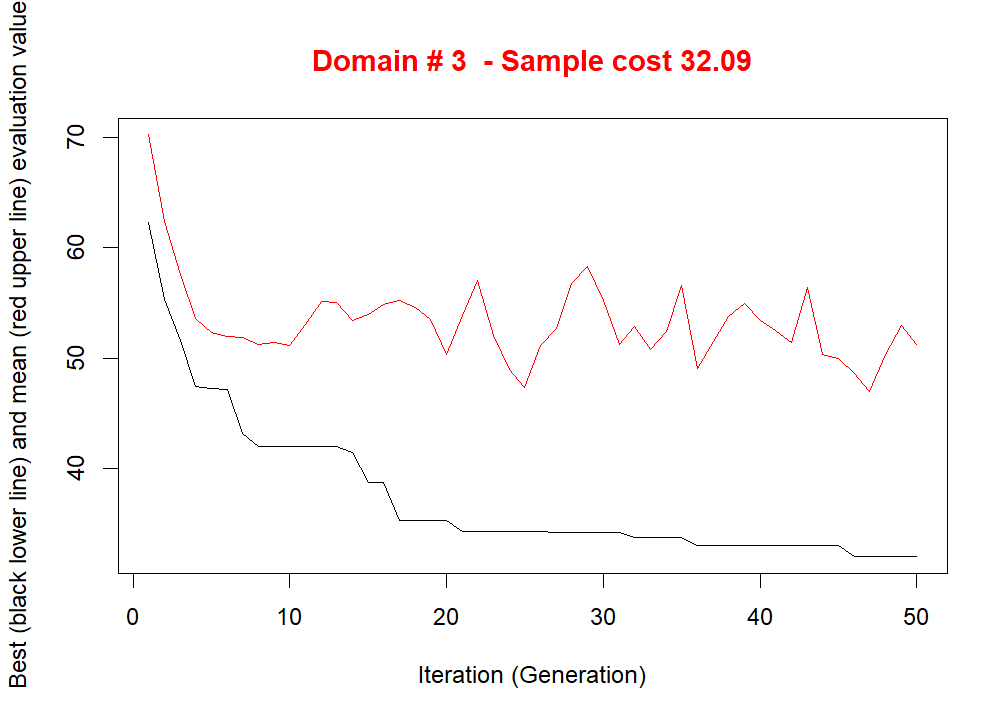 Domain # 3  - Sample cost 32.09
Best (black lower line) and mean (red upper line) evaluation value
70
60
50
40
0 10 20 30 40 50
Iteration (Generation)